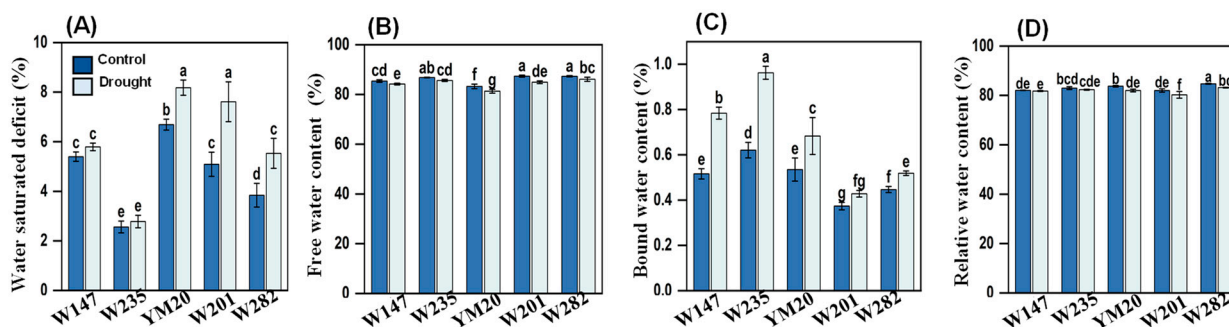 (A)
Water saturated deficit (%)
10
8
6
4
2
0
Control
Drought
c
c
e
e
b
a
c
a
d
c
W147
W235
YM20
W201
W282
(B)
Free water content (%)
100
80
60
40
20
0
cd
e
ab
cd
f
g
a
de
a
bc
W147
W235
YM20
W201
W282
(C)
Bound water content (%)
1.0
0.8
0.6
0.4
0.2
0.0
e
b
d
a
e
c
g
fg
f
e
W147
W235
YM20
W201
W282
(D)
Relative water content (%)
100
80
60
40
20
0
de
e
bcd
cde
b
de
de
f
a
W147
W235
YM20
W201
W282